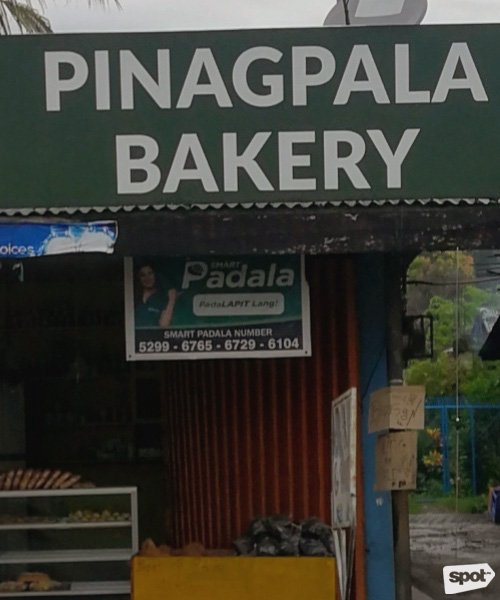 PINAGPALA
BAKERY
oices
SMART
Padala
PadaLAPIT Lang!
SMART PADALA NUMBER
5299 - 6765 - 6729 - 6104
spot